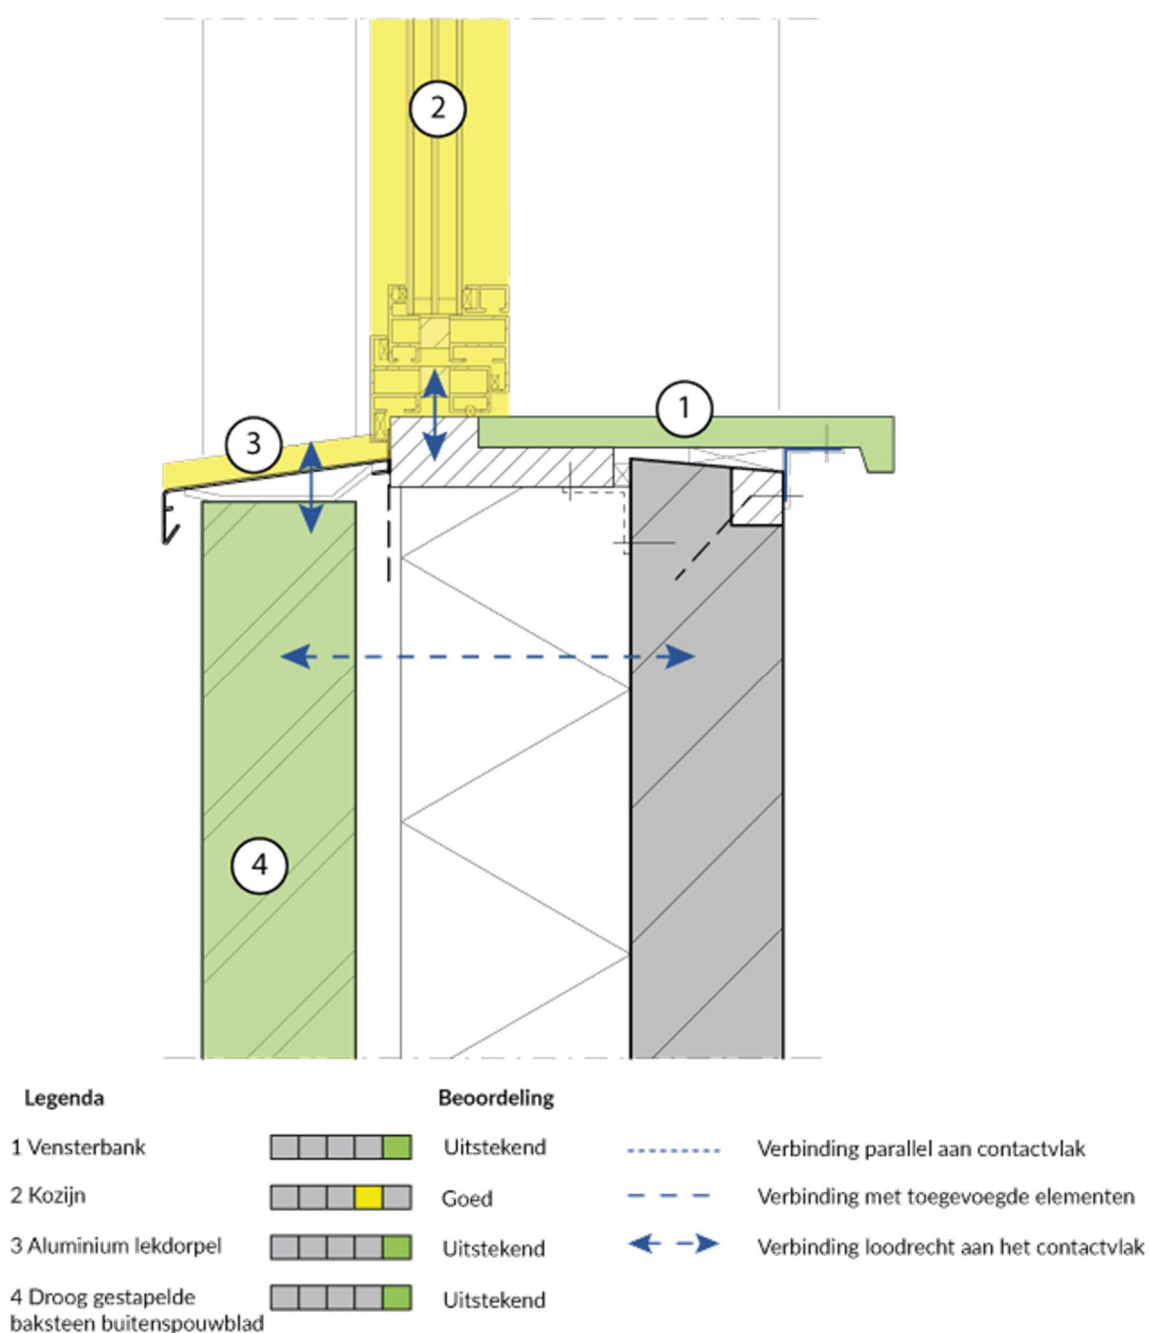 2
1
3
4
Legenda
Beoordeling
1 Vensterbank
Uitstekend
Verbinding parallel aan contactvlak
2 Kozijn
Goed
Verbinding met toegevoegde elementen
3 Aluminium lekdorpel
Uitstekend
Verbinding loodrecht aan het contactvlak
4 Droog gestapelde
baksteen buitenspouwblad
Uitstekend